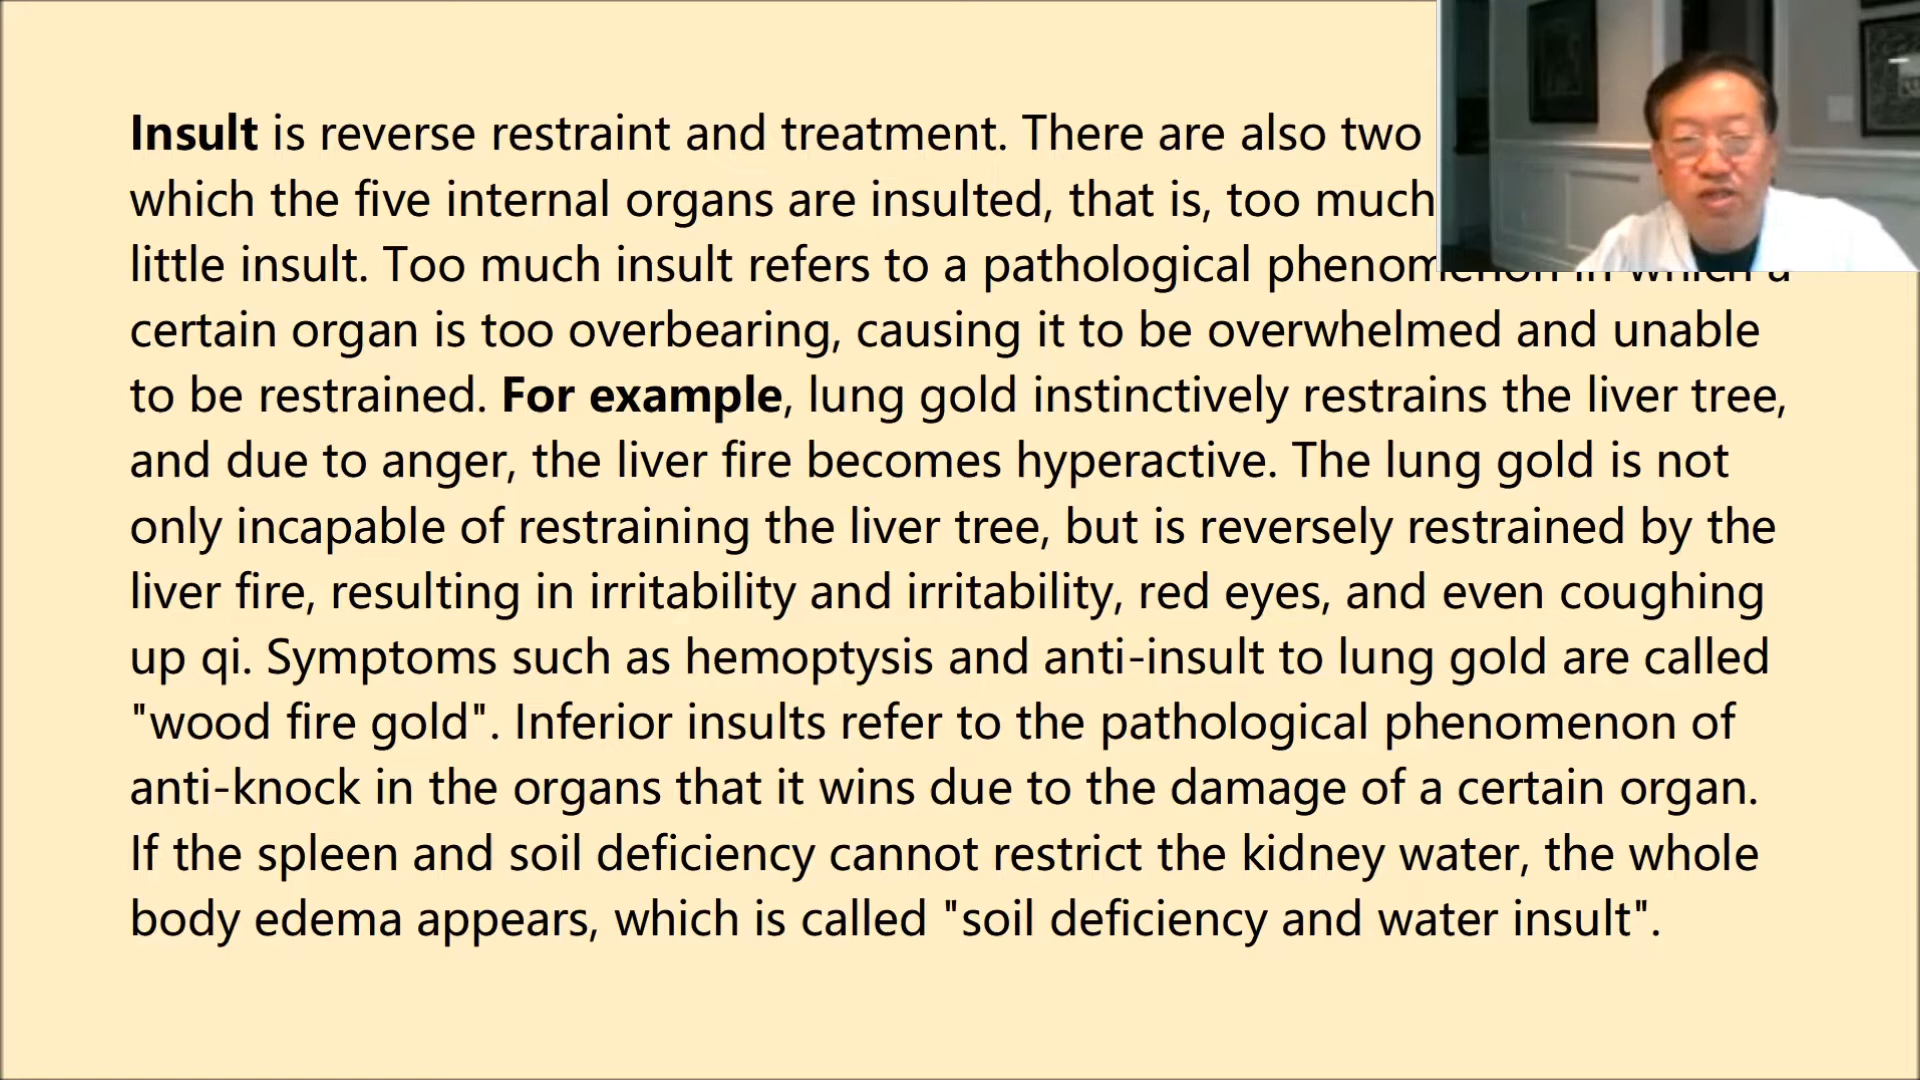 Insult is reverse restraint and treatment. There are also two
which the five internal organs are insulted, that is, too much
little insult. Too much insult refers to a pathological phenomenon in which a
certain organ is too overbearing, causing it to be overwhelmed and unable
to be restrained. For example, lung gold instinctively restrains the liver tree,
and due to anger, the liver fire becomes hyperactive. The lung gold is not
only incapable of restraining the liver tree, but is reversely restrained by the
liver fire, resulting in irritability and irritability, red eyes, and even coughing
up qi. Symptoms such as hemoptysis and anti-insult to lung gold are called
"wood fire gold". Inferior insults refer to the pathological phenomenon of
anti-knock in the organs that it wins due to the damage of a certain organ.
If the spleen and soil deficiency cannot restrict the kidney water, the whole
body edema appears, which is called "soil deficiency and water insult".